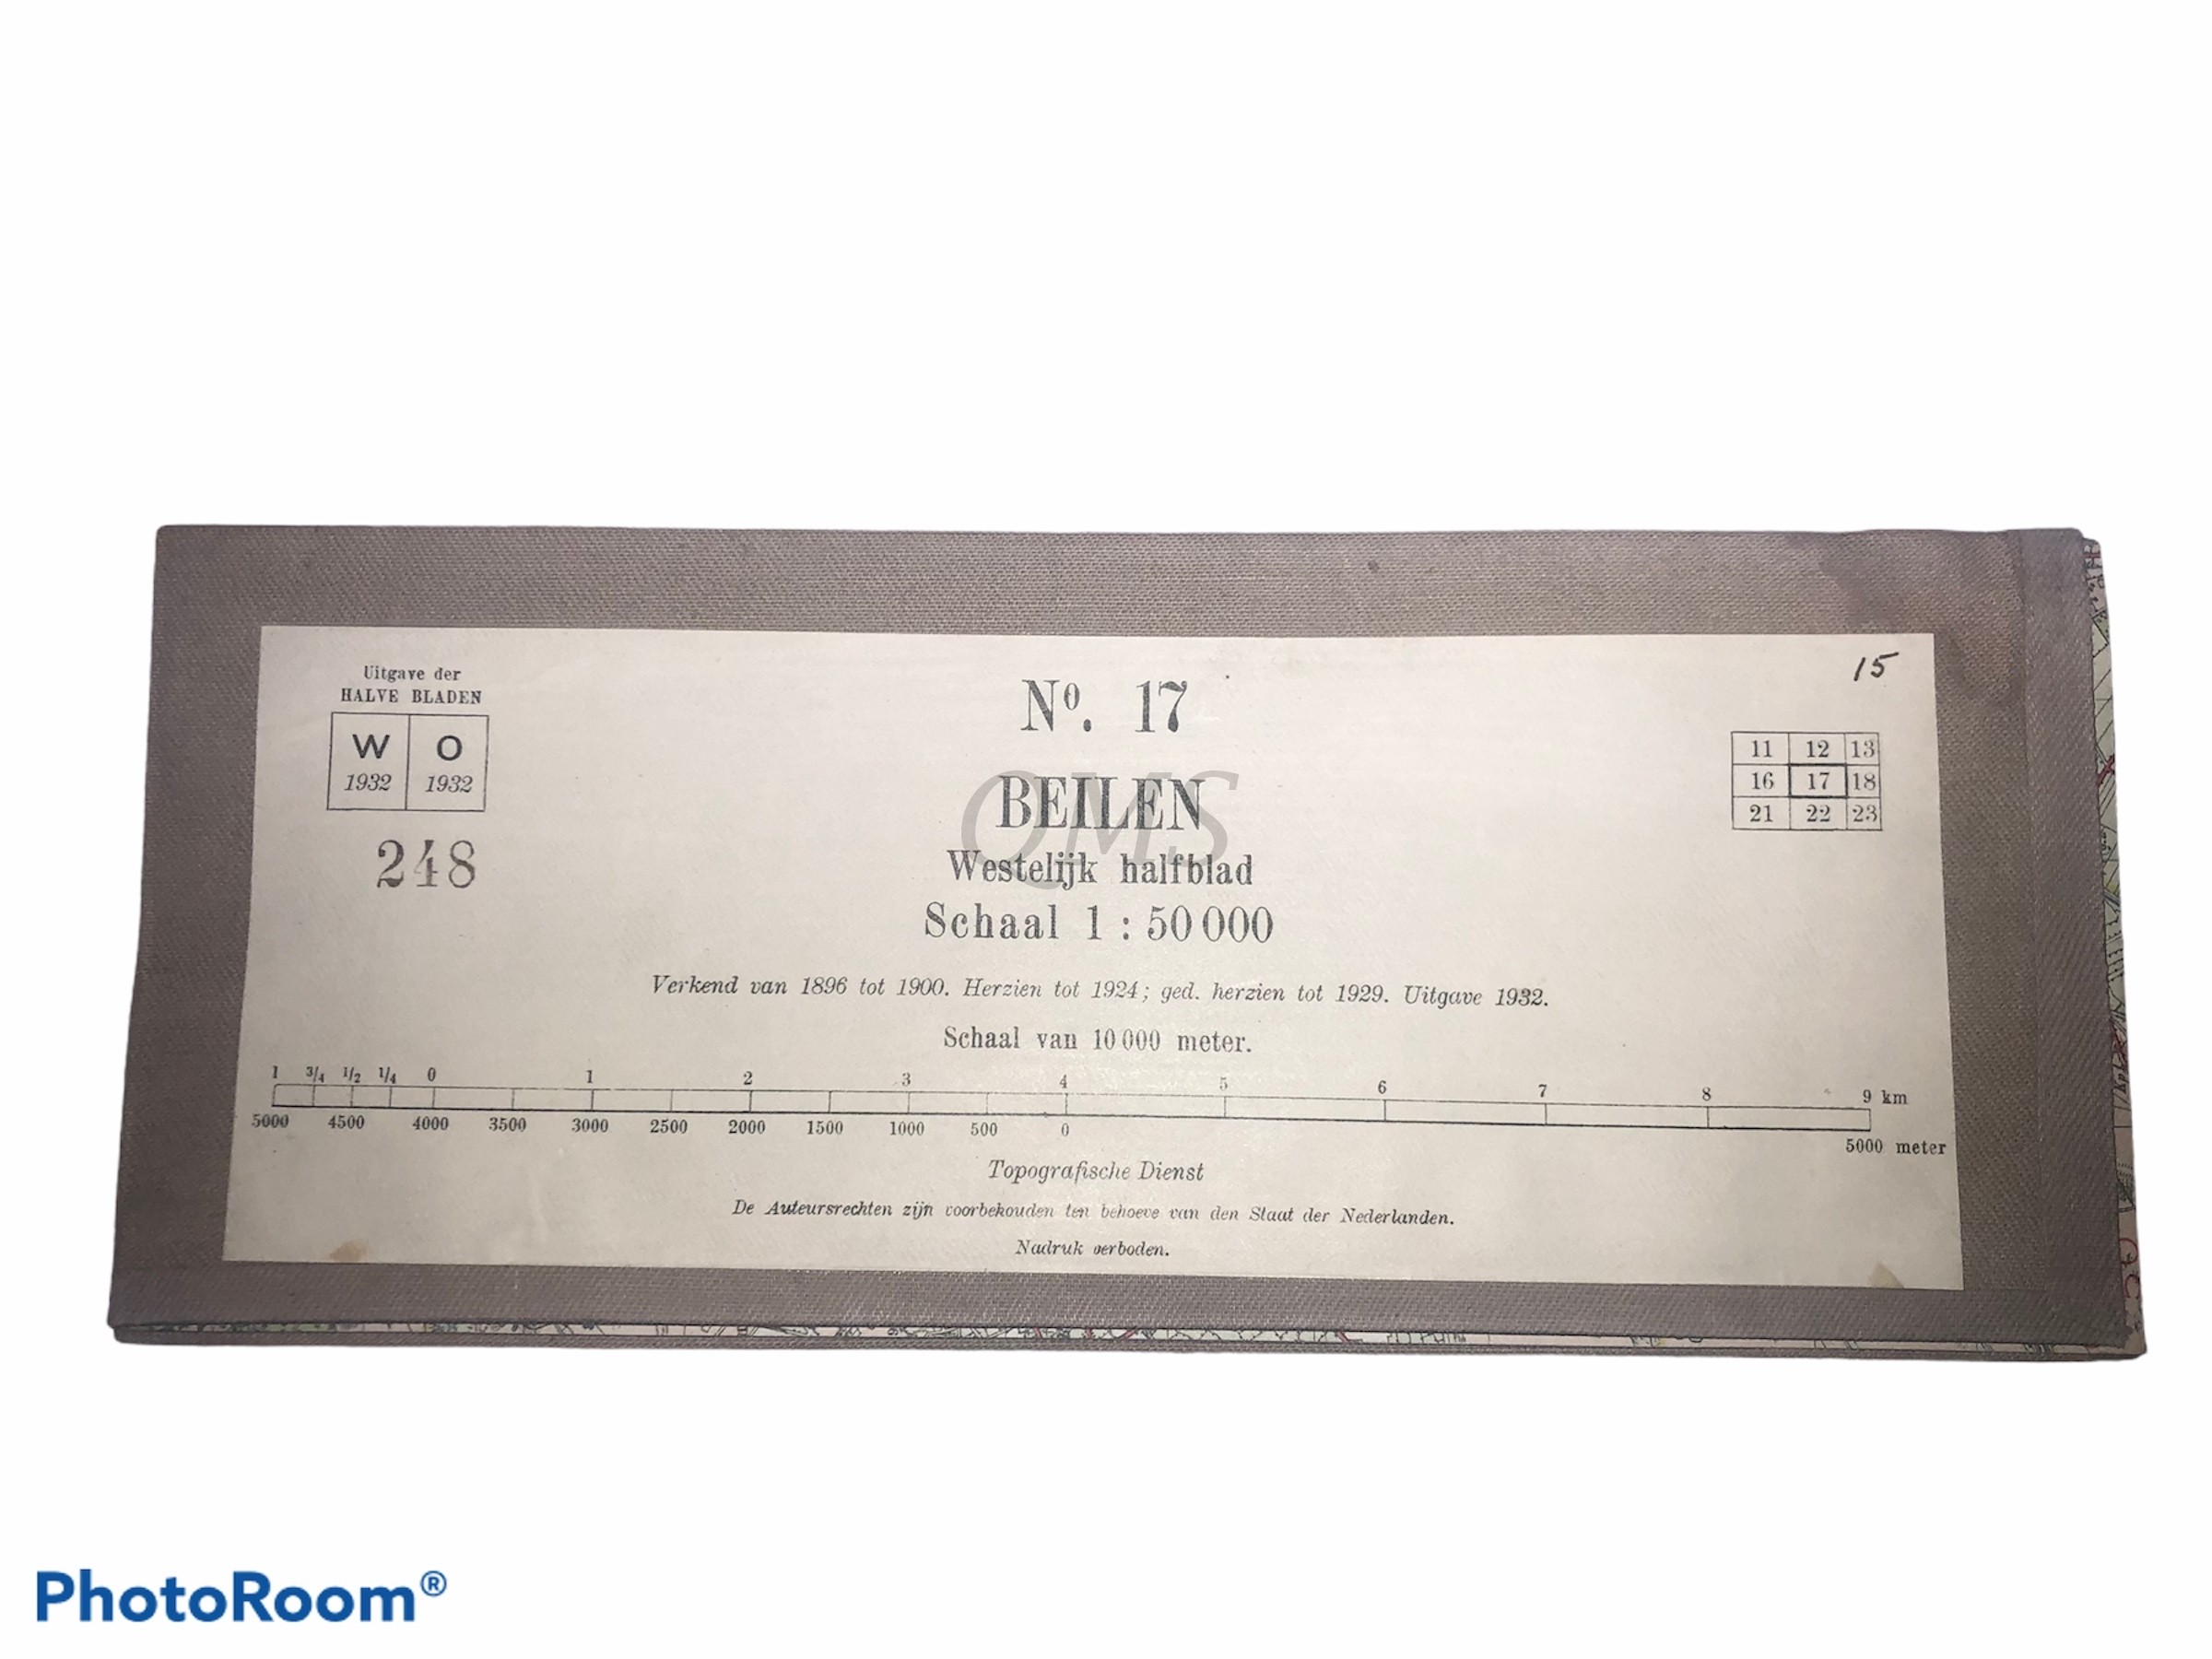 Uitgave der
HALVE BLADEN
W O
1932 1932
248
Nº. 17
BEILEN
QMS
Westelijk halfblad
Schaal 1 : 50 000
15
11 12 13
16 17 18
21 22 23
Verkend van 1896 tot 1900. Herzien tot 1924; ged. herzien tot 1929. Uitgave 1932.
Schaal van 10 000 meter.
1 3/4 1/2 1/4 0 1 2 3 4 5 6 7 8 9 km
5000 4500 4000 3500 3000 2500 2000 1500 1000 500 0 5000 meter
Topografische Dienst
De Auteursrechten zijn voorbehouden ten behoeve van den Staat der Nederlanden.
Nadruk verboden.
PhotoRoom®